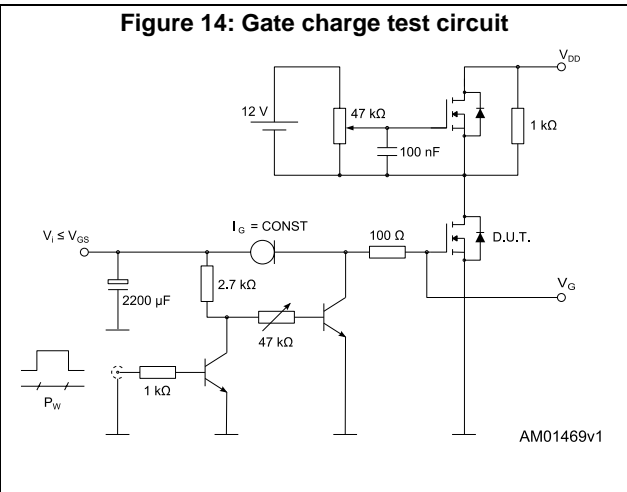 Figure 14: Gate charge test circuit
V_DD
12 V
47 kΩ
1 kΩ
100 nF
V_i ≤ V_GS
I_G = CONST
100 Ω
D.U.T.
2.7 kΩ
2200 µF
V_G
47 kΩ
1 kΩ
P_W
AM01469v1